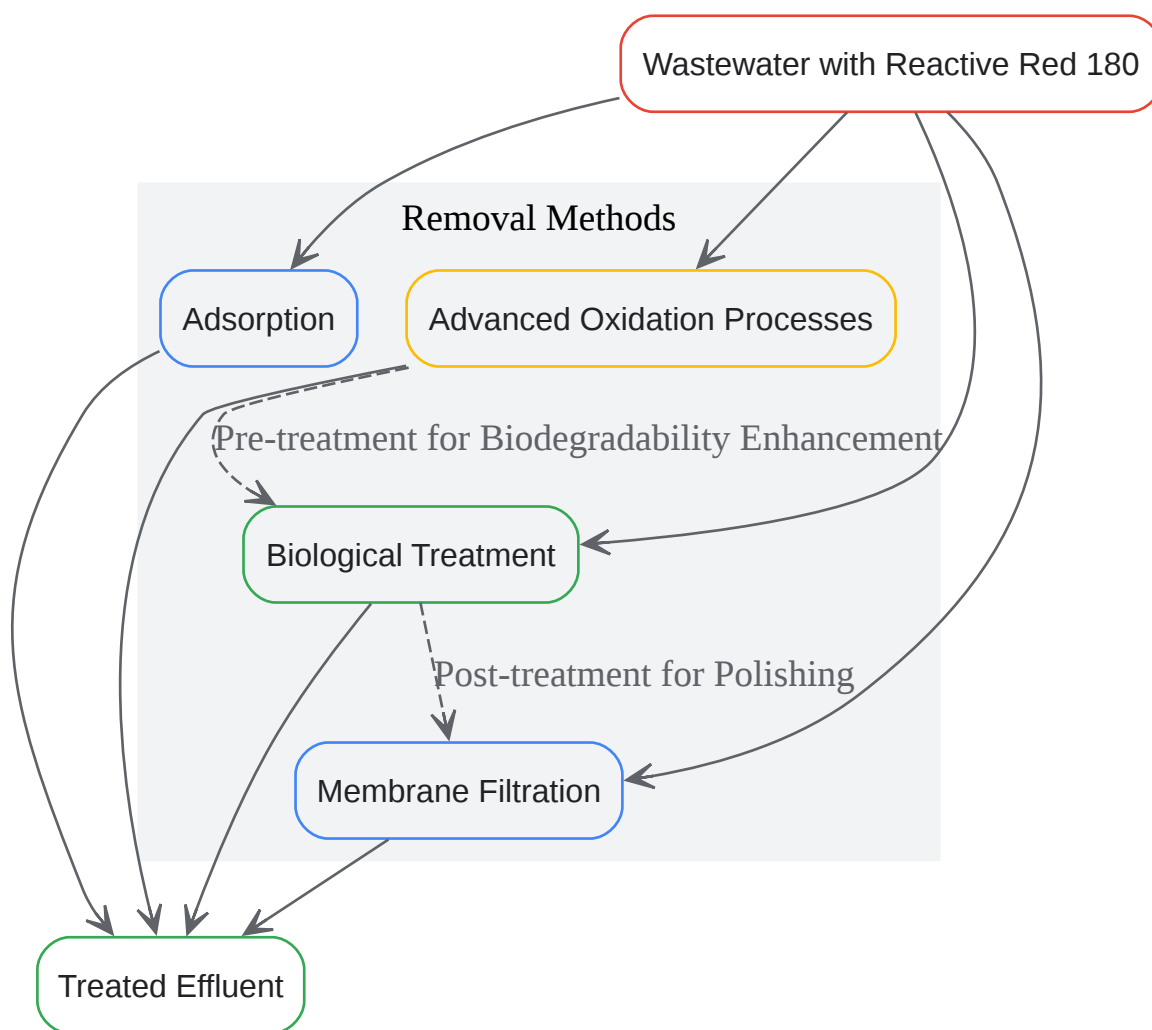 Wastewater with Reactive Red 180
Removal Methods
Adsorption
Advanced Oxidation Processes
Pre-treatment for Biodegradability Enhancement
Biological Treatment
Post-treatment for Polishing
Membrane Filtration
Treated Effluent